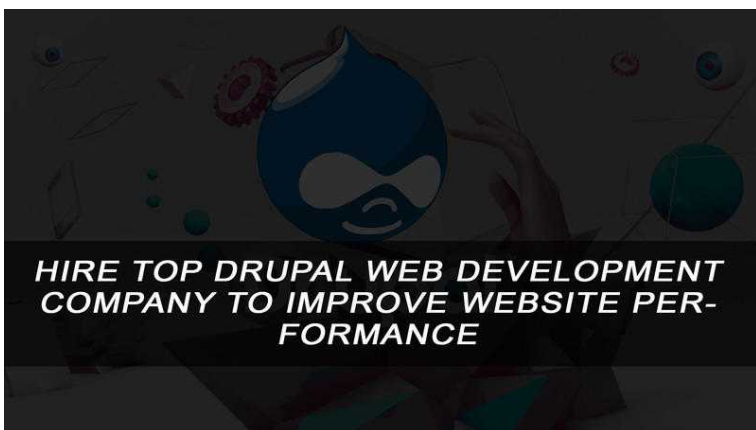 HIRE TOP DRUPAL WEB DEVELOPMENT
COMPANY TO IMPROVE WEBSITE PER-
FORMANCE